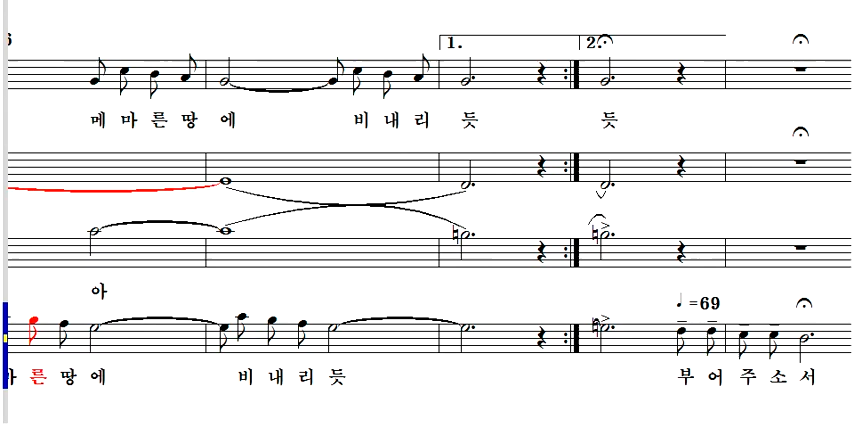 6
1. 2.
메 마 른 땅 에 비 내 리 듯 듯
아
♩ =69
른 땅 에 비 내 리 듯 부 어 주 소 서